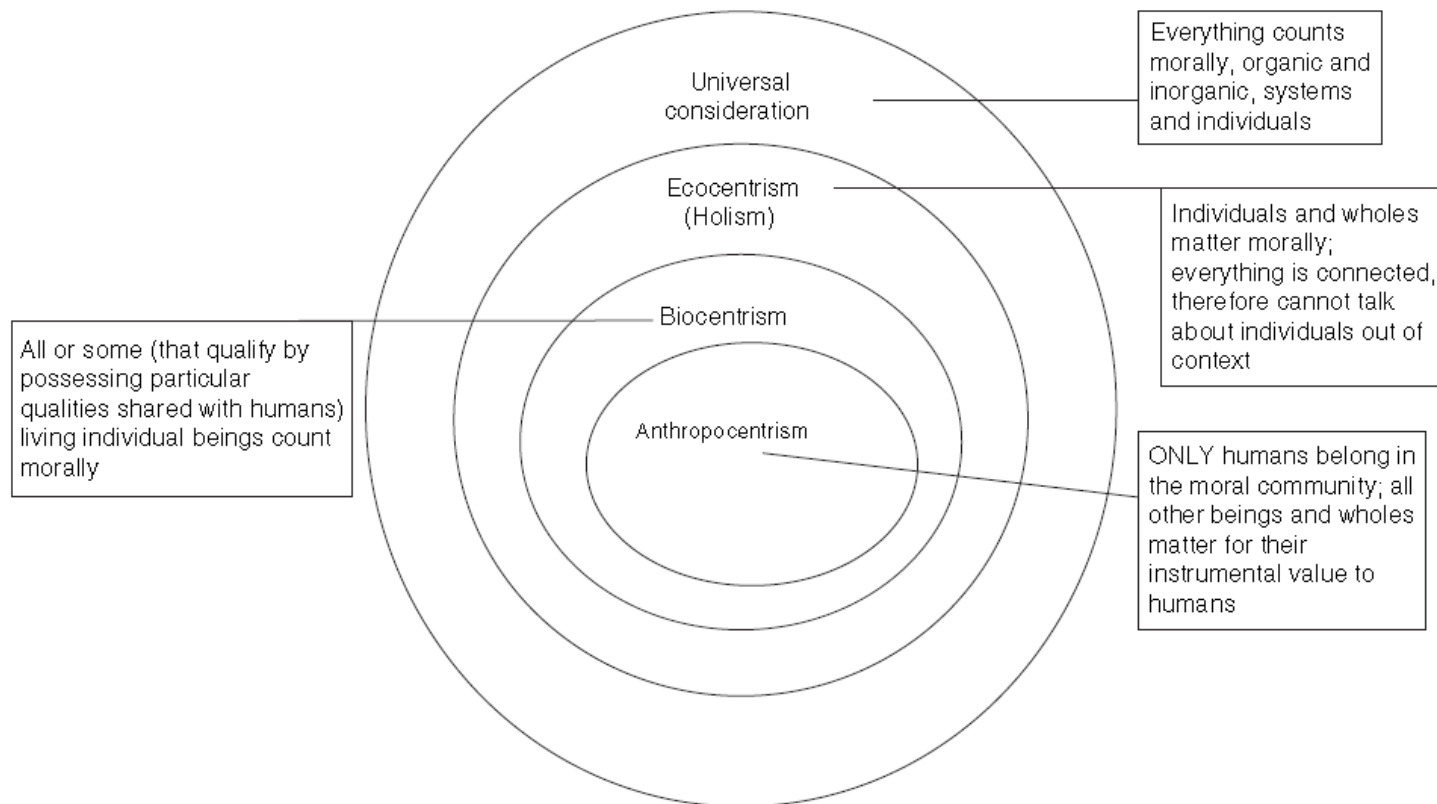 Universal
consideration
Everything counts
morally, organic and
inorganic, systems
and individuals
Ecocentrism
(Holism)
Individuals and wholes
matter morally;
everything is connected,
therefore cannot talk
about individuals out of
context
Biocentrism
All or some (that qualify by
possessing particular
qualities shared with humans)
living individual beings count
morally
Anthropocentrism
ONLY humans belong in
the moral community; all
other beings and wholes
matter for their
instrumental value to
humans